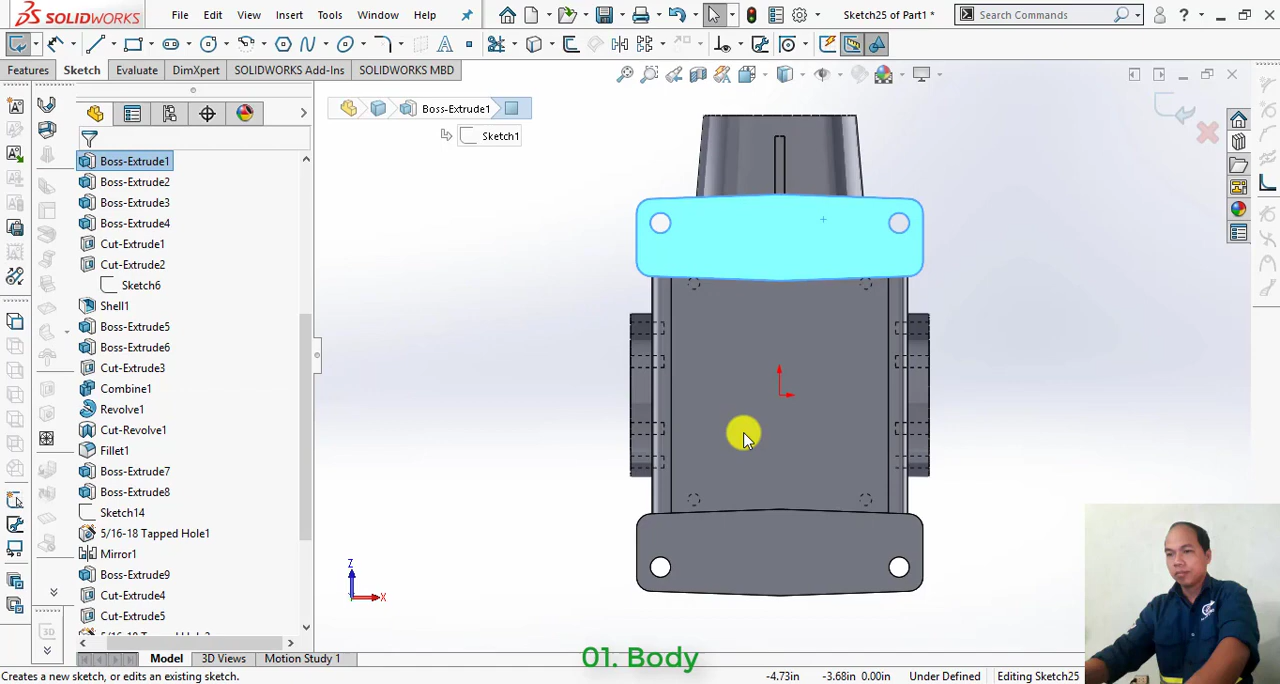 SOLIDWORKS
File
Edit
View
Insert
Tools
Window
Help
Sketch25 of Part1 *
Search Commands
?
Features
Sketch
Evaluate
DimXpert
SOLIDWORKS Add-Ins
SOLIDWORKS MBD
Boss-Extrude1
Sketch1
Boss-Extrude1
Boss-Extrude2
Boss-Extrude3
Boss-Extrude4
Cut-Extrude1
Cut-Extrude2
Sketch6
Shell1
Boss-Extrude5
Boss-Extrude6
Cut-Extrude3
Combine1
Revolve1
Cut-Revolve1
Fillet1
Boss-Extrude7
Boss-Extrude8
Sketch14
5/16-18 Tapped Hole1
Mirror1
Boss-Extrude9
Cut-Extrude4
Cut-Extrude5
Z
X
3D
Model
3D Views
Motion Study 1
01. Body
Creates a new sketch, or edits an existing sketch.
-4.73in
-3.68in
0.00in
Under Defined
Editing Sketch25